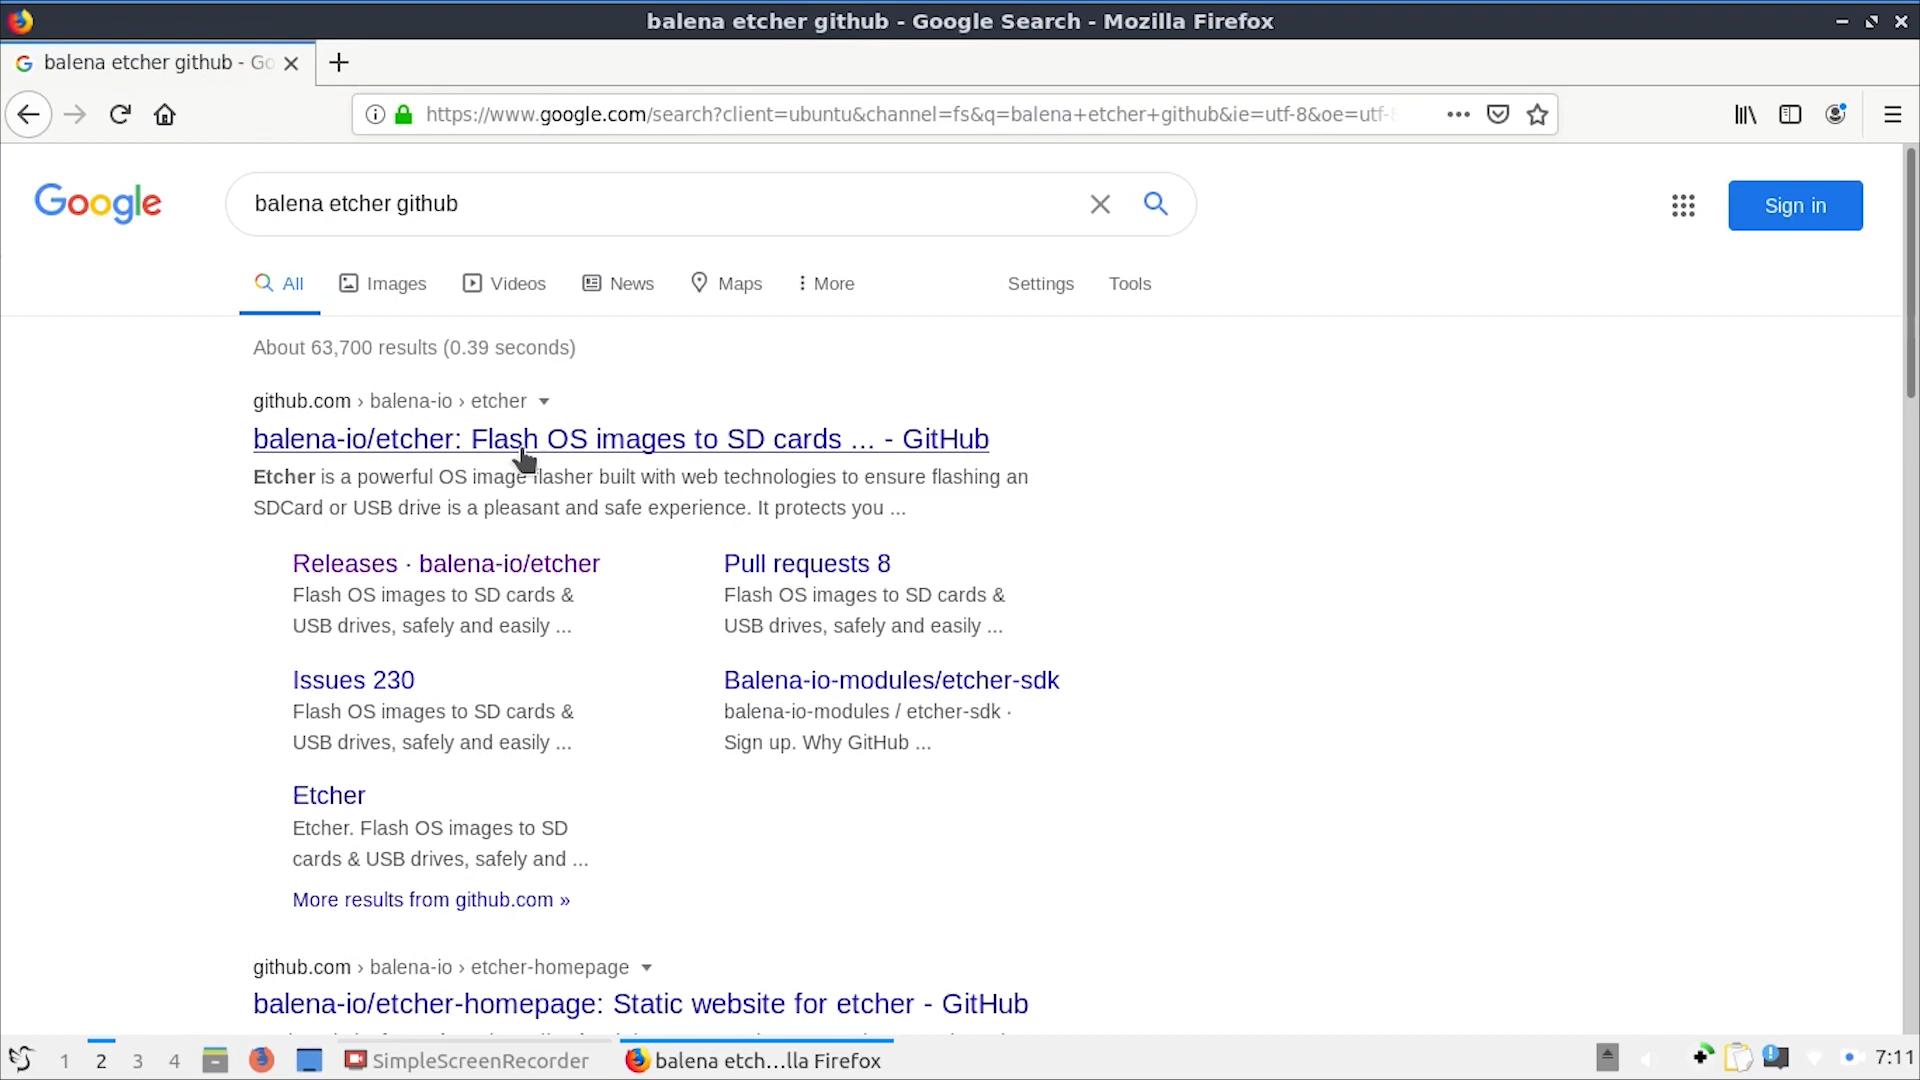 balena etcher github - Google Search - Mozilla Firefox
balena etcher github - Go
https://www.google.com/search?client=ubuntu&channel=fs&q=balena+etcher+github&ie=utf-8&oe=utf-8
Google
balena etcher github
Sign in
All Images Videos News Maps More Settings Tools
About 63,700 results (0.39 seconds)
github.com › balena-io › etcher
balena-io/etcher: Flash OS images to SD cards ... - GitHub
Etcher is a powerful OS image flasher built with web technologies to ensure flashing an
SDCard or USB drive is a pleasant and safe experience. It protects you ...
Releases · balena-io/etcher
Flash OS images to SD cards &
USB drives, safely and easily ...
Pull requests 8
Flash OS images to SD cards &
USB drives, safely and easily ...
Issues 230
Flash OS images to SD cards &
USB drives, safely and easily ...
Balena-io-modules/etcher-sdk
balena-io-modules / etcher-sdk ·
Sign up. Why GitHub ...
Etcher
Etcher. Flash OS images to SD
cards & USB drives, safely and ...
More results from github.com »
github.com › balena-io › etcher-homepage
balena-io/etcher-homepage: Static website for etcher - GitHub
1 2 3 4 SimpleScreenRecorder balena etch...lla Firefox 7:11